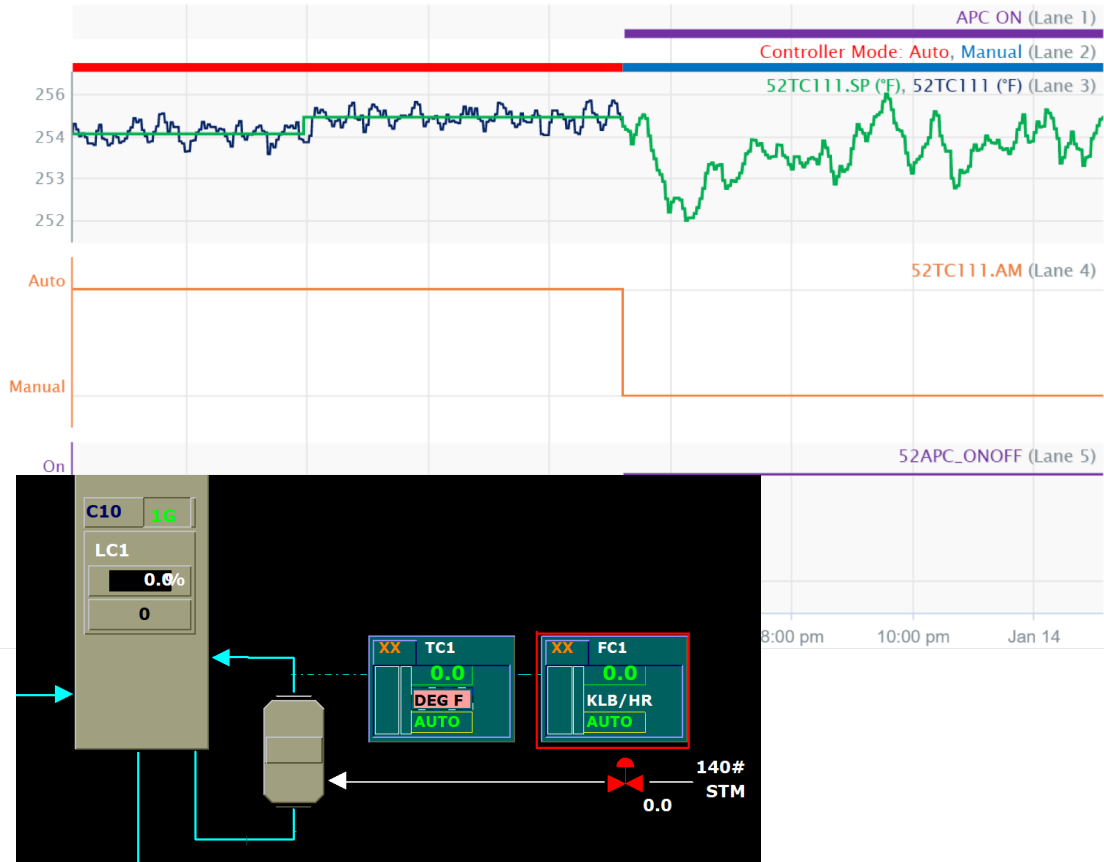 APC ON (Lane 1)
Controller Mode: Auto, Manual (Lane 2)
52TC111.SP (°F), 52TC111 (°F) (Lane 3)
256
254
253
252
Auto
52TC111.AM (Lane 4)
Manual
On
52APC_ONOFF (Lane 5)
C10 1G
LC1
0.0%
0
XX TC1
0.0
DEG F
AUTO
XX FC1
0.0
KLB/HR
AUTO
140#
STM
0.0
8:00 pm 10:00 pm Jan 14